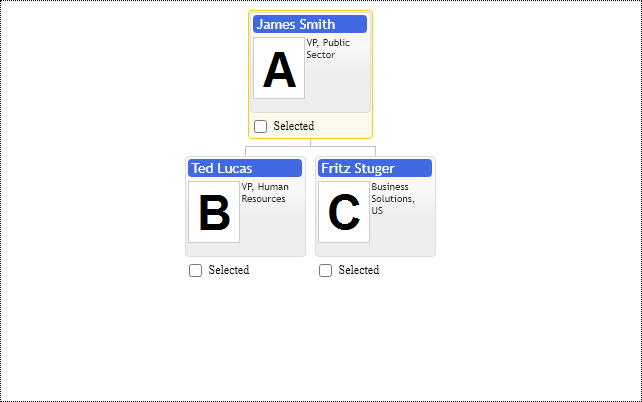 James Smith
A
VP, Public
Sector
Selected
Ted Lucas
B
VP, Human
Resources
Selected
Fritz Stuger
C
Business
Solutions,
US
Selected